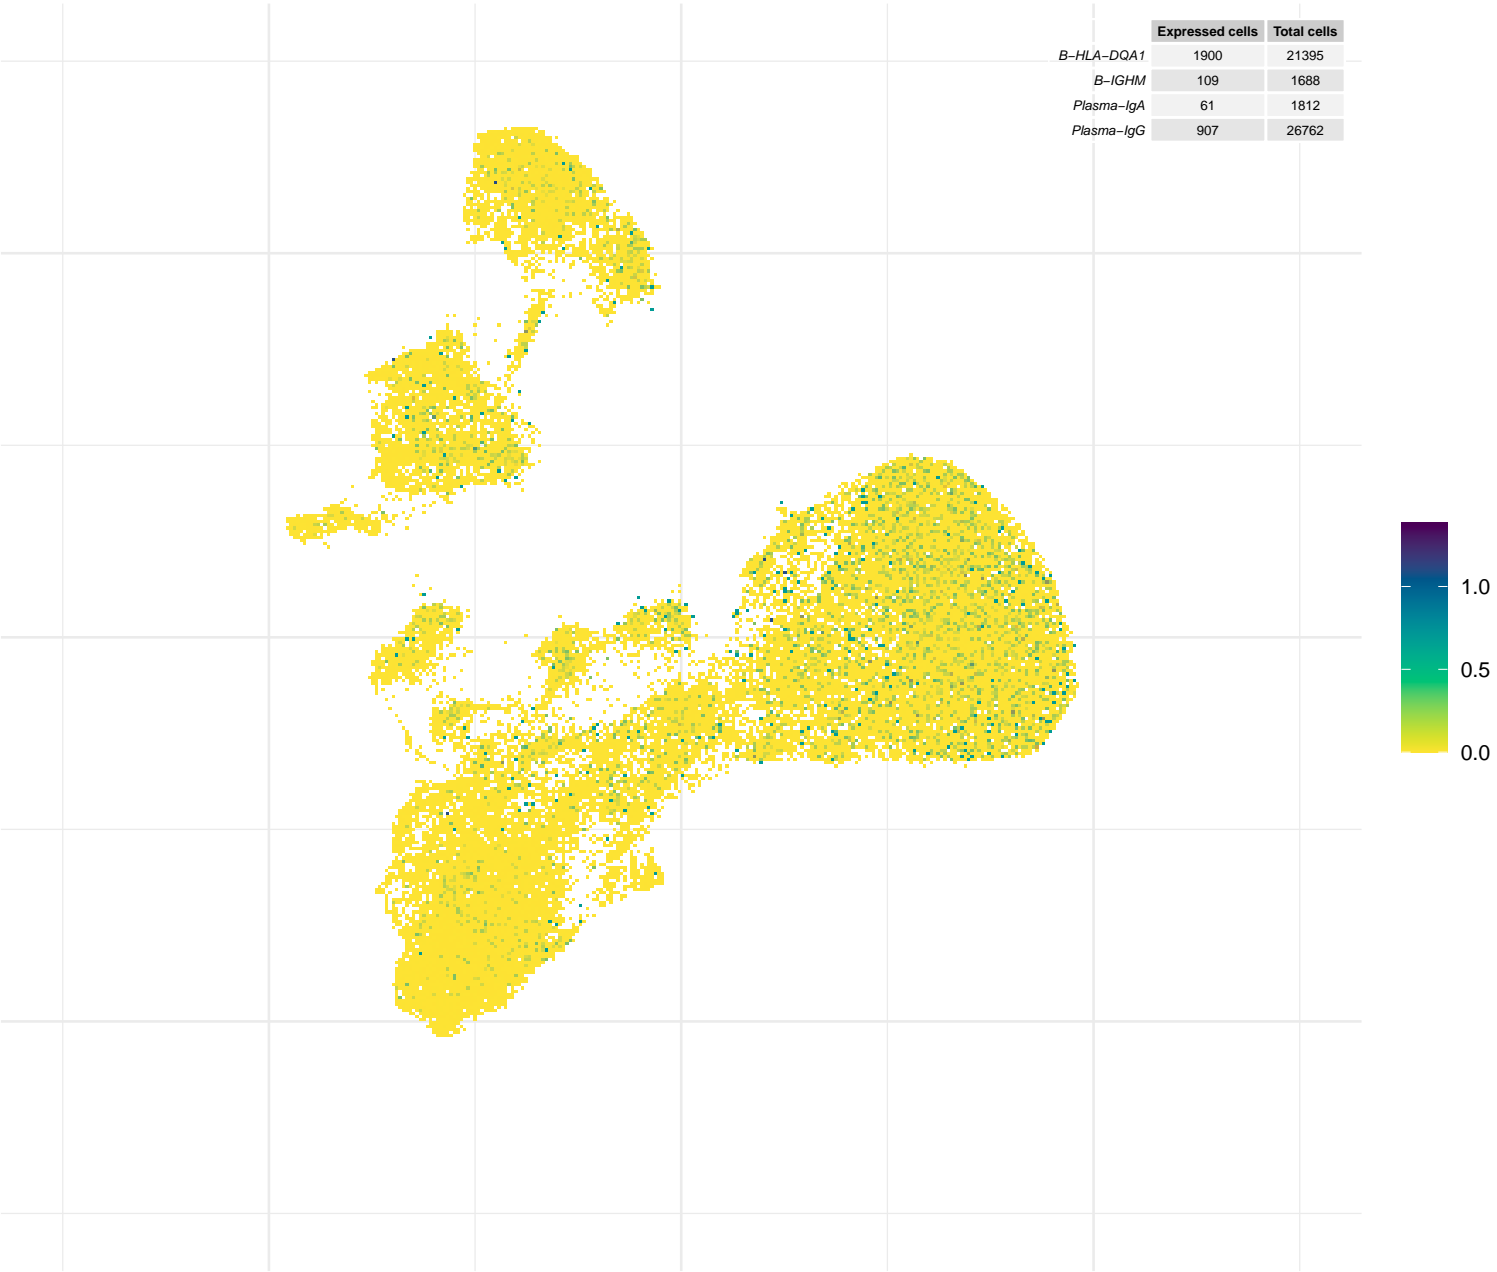 Expressed cells Total cells
B−HLA−DQA1 1900 21395
B−IGHM 109 1688
Plasma−IgA 61 1812
Plasma−IgG 907 26762
1.0
0.5
0.0